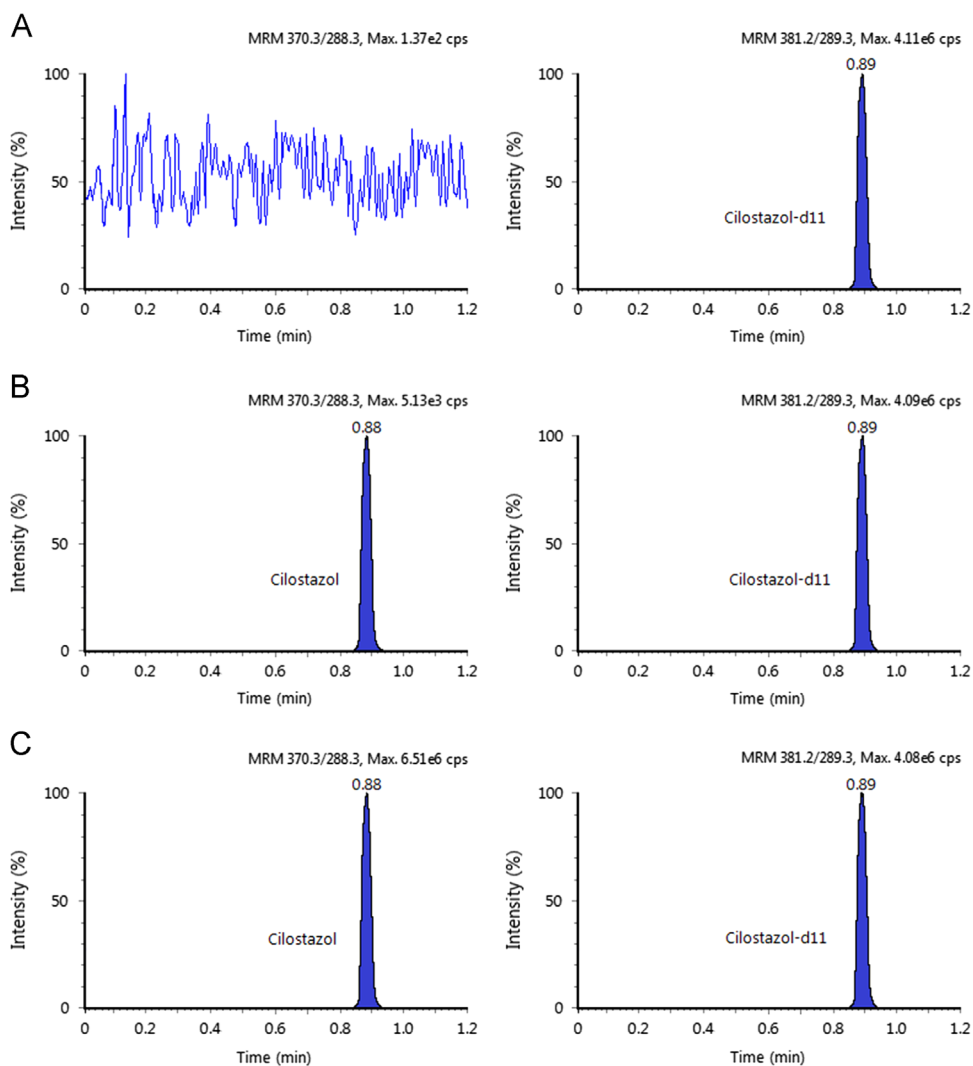 A
MRM 370.3/288.3, Max. 1.37e2 cps
100
50
0
Intensity (%)
0 0.2 0.4 0.6 0.8 1.0 1.2
Time (min)
MRM 381.2/289.3, Max. 4.11e6 cps
0.89
100
50
0
Intensity (%)
Cilostazol-d11
0 0.2 0.4 0.6 0.8 1.0 1.2
Time (min)
B
MRM 370.3/288.3, Max. 5.13e3 cps
0.88
100
50
0
Intensity (%)
Cilostazol
0 0.2 0.4 0.6 0.8 1.0 1.2
Time (min)
MRM 381.2/289.3, Max. 4.09e6 cps
0.89
100
50
0
Intensity (%)
Cilostazol-d11
0 0.2 0.4 0.6 0.8 1.0 1.2
Time (min)
C
MRM 370.3/288.3, Max. 6.51e6 cps
0.88
100
50
0
Intensity (%)
Cilostazol
0 0.2 0.4 0.6 0.8 1.0 1.2
Time (min)
MRM 381.2/289.3, Max. 4.08e6 cps
0.89
100
50
0
Intensity (%)
Cilostazol-d11
0 0.2 0.4 0.6 0.8 1.0 1.2
Time (min)